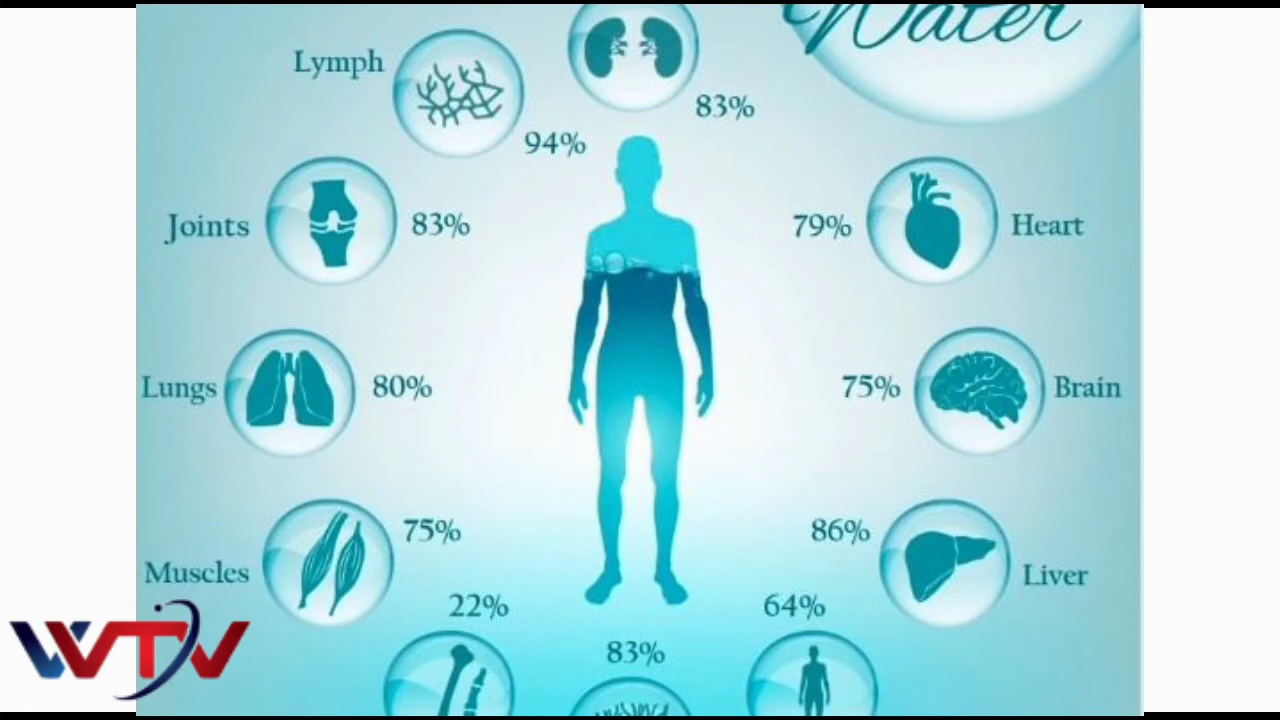 Water
Lymph
83%
94%
Joints
83%
79%
Heart
Lungs
80%
75%
Brain
75%
86%
Muscles
Liver
22%
64%
83%
WTV